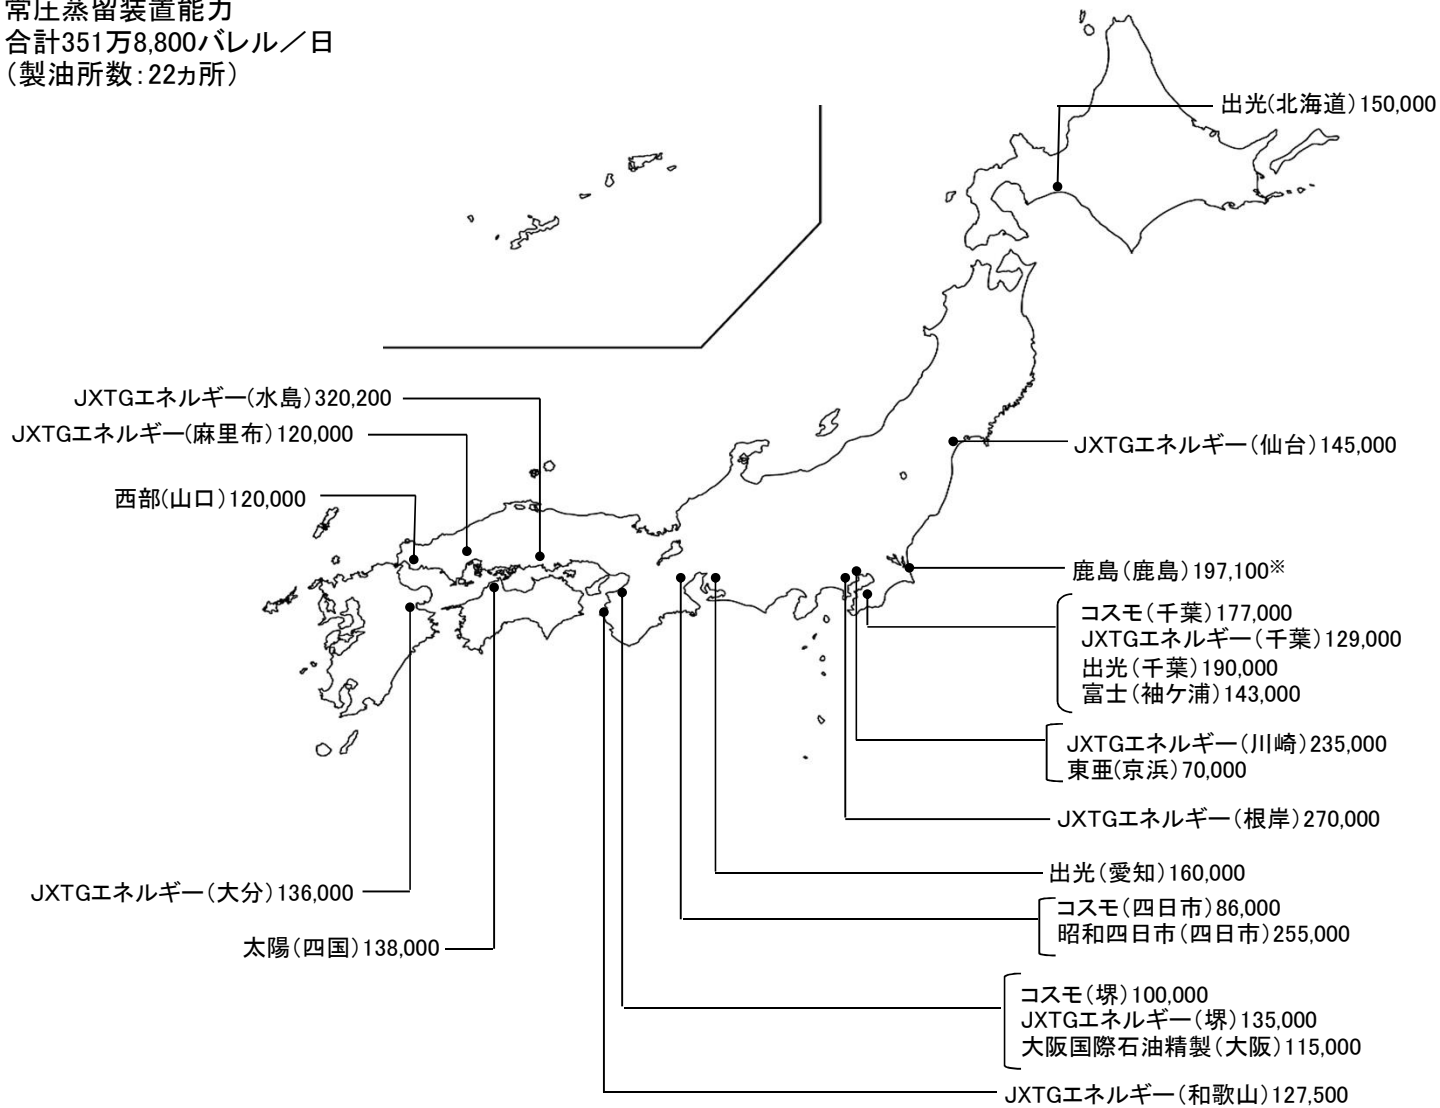 常圧蒸留装置能力
合計351万8,800バレル／日
（製油所数：22ヵ所）
出光(北海道)150,000
JXTGエネルギー(水島)320,200
JXTGエネルギー(麻里布)120,000
西部(山口)120,000
JXTGエネルギー(仙台)145,000
鹿島(鹿島)197,100※
コスモ(千葉)177,000
JXTGエネルギー(千葉)129,000
出光(千葉)190,000
富士(袖ケ浦)143,000
JXTGエネルギー(川崎)235,000
東亜(京浜)70,000
JXTGエネルギー(根岸)270,000
出光(愛知)160,000
JXTGエネルギー(大分)136,000
コスモ(四日市)86,000
昭和四日市(四日市)255,000
太陽(四国)138,000
コスモ(堺)100,000
JXTGエネルギー(堺)135,000
大阪国際石油精製(大阪)115,000
JXTGエネルギー(和歌山)127,500